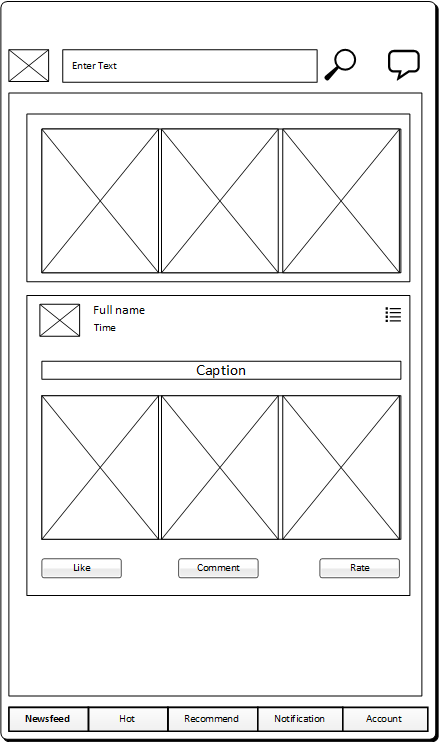 Enter Text
Full name
Time
Caption
Like
Comment
Rate
Newsfeed
Hot
Recommend
Notification
Account